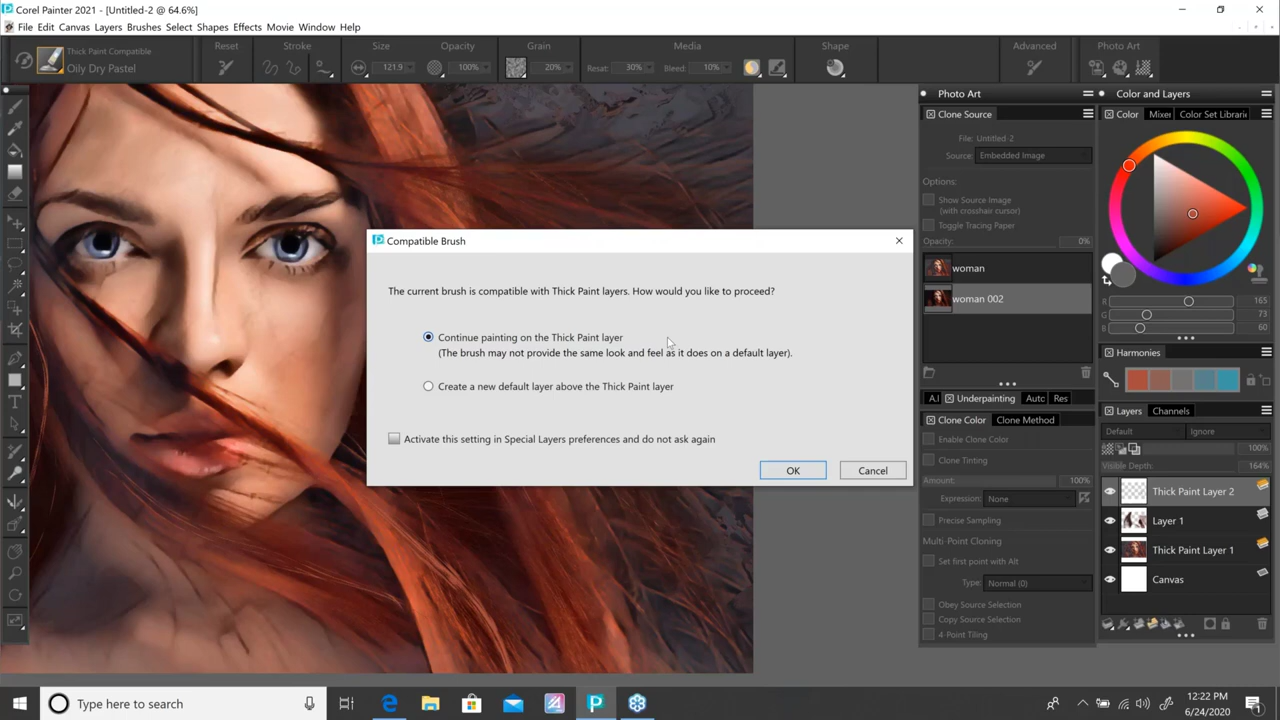 Corel Painter 2021 - [Untitled-2 @ 64.6%]
File Edit Canvas Layers Brushes Select Shapes Effects Movie Window Help
Thick Paint Compatible
Oily Dry Pastel
Reset
Stroke
Size
121.9
Opacity
100%
Grain
20%
Media
Resat: 30%
Bleed: 10%
Shape
Advanced
Photo Art
Photo Art
Clone Source
File: Untitled-2
Source: Embedded Image
Options:
Show Source Image
(with crosshair cursor)
Toggle Tracing Paper
Opacity: 0%
woman
woman 002
A.I Underpainting Autc Res
Clone Color Clone Method
Enable Clone Color
Clone Tinting
Amount: 100%
Expression: None
Precise Sampling
Multi-Point Cloning
Set first point with Alt
Type: Normal (0)
Obey Source Selection
Copy Source Selection
4-Point Tiling
Color and Layers
Color Mixer Color Set Librari
R 165
G 73
B 60
Harmonies
Layers Channels
Default Ignore
100%
Visible Depth: 164%
Thick Paint Layer 2
Layer 1
Thick Paint Layer 1
Canvas
Compatible Brush
The current brush is compatible with Thick Paint layers. How would you like to proceed?
Continue painting on the Thick Paint layer
(The brush may not provide the same look and feel as it does on a default layer).
Create a new default layer above the Thick Paint layer
Activate this setting in Special Layers preferences and do not ask again
OK
Cancel
Type here to search
12:22 PM
6/24/2020
1